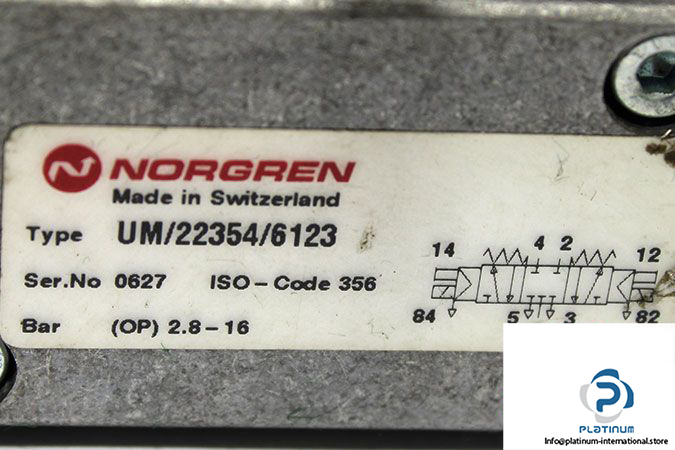 NORGREN
Made in Switzerland
Type UM/22354/6123
Ser.No 0627 ISO-Code 356
Bar (OP) 2.8-16
14 4 2 12
84 5 3 82
PLATINUM
Info@platinum-international.store